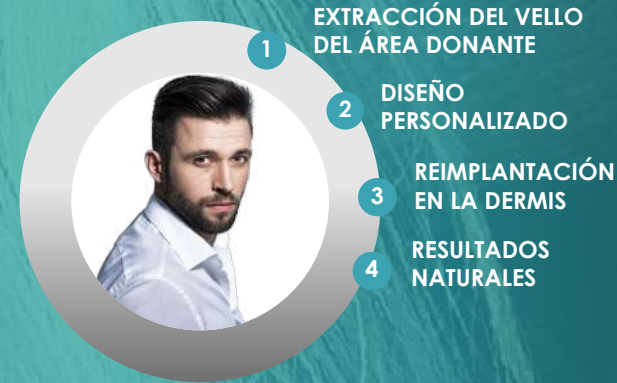 1
EXTRACCIÓN DEL VELLO
DEL ÁREA DONANTE
2
DISEÑO
PERSONALIZADO
3
REIMPLANTACIÓN
EN LA DERMIS
4
RESULTADOS
NATURALES